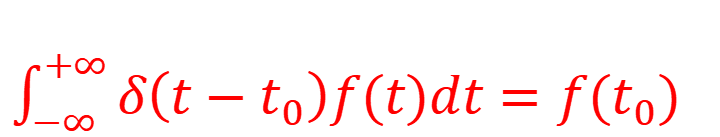 ∫₋∞⁺∞ δ(t − t₀)f(t)dt = f(t₀)